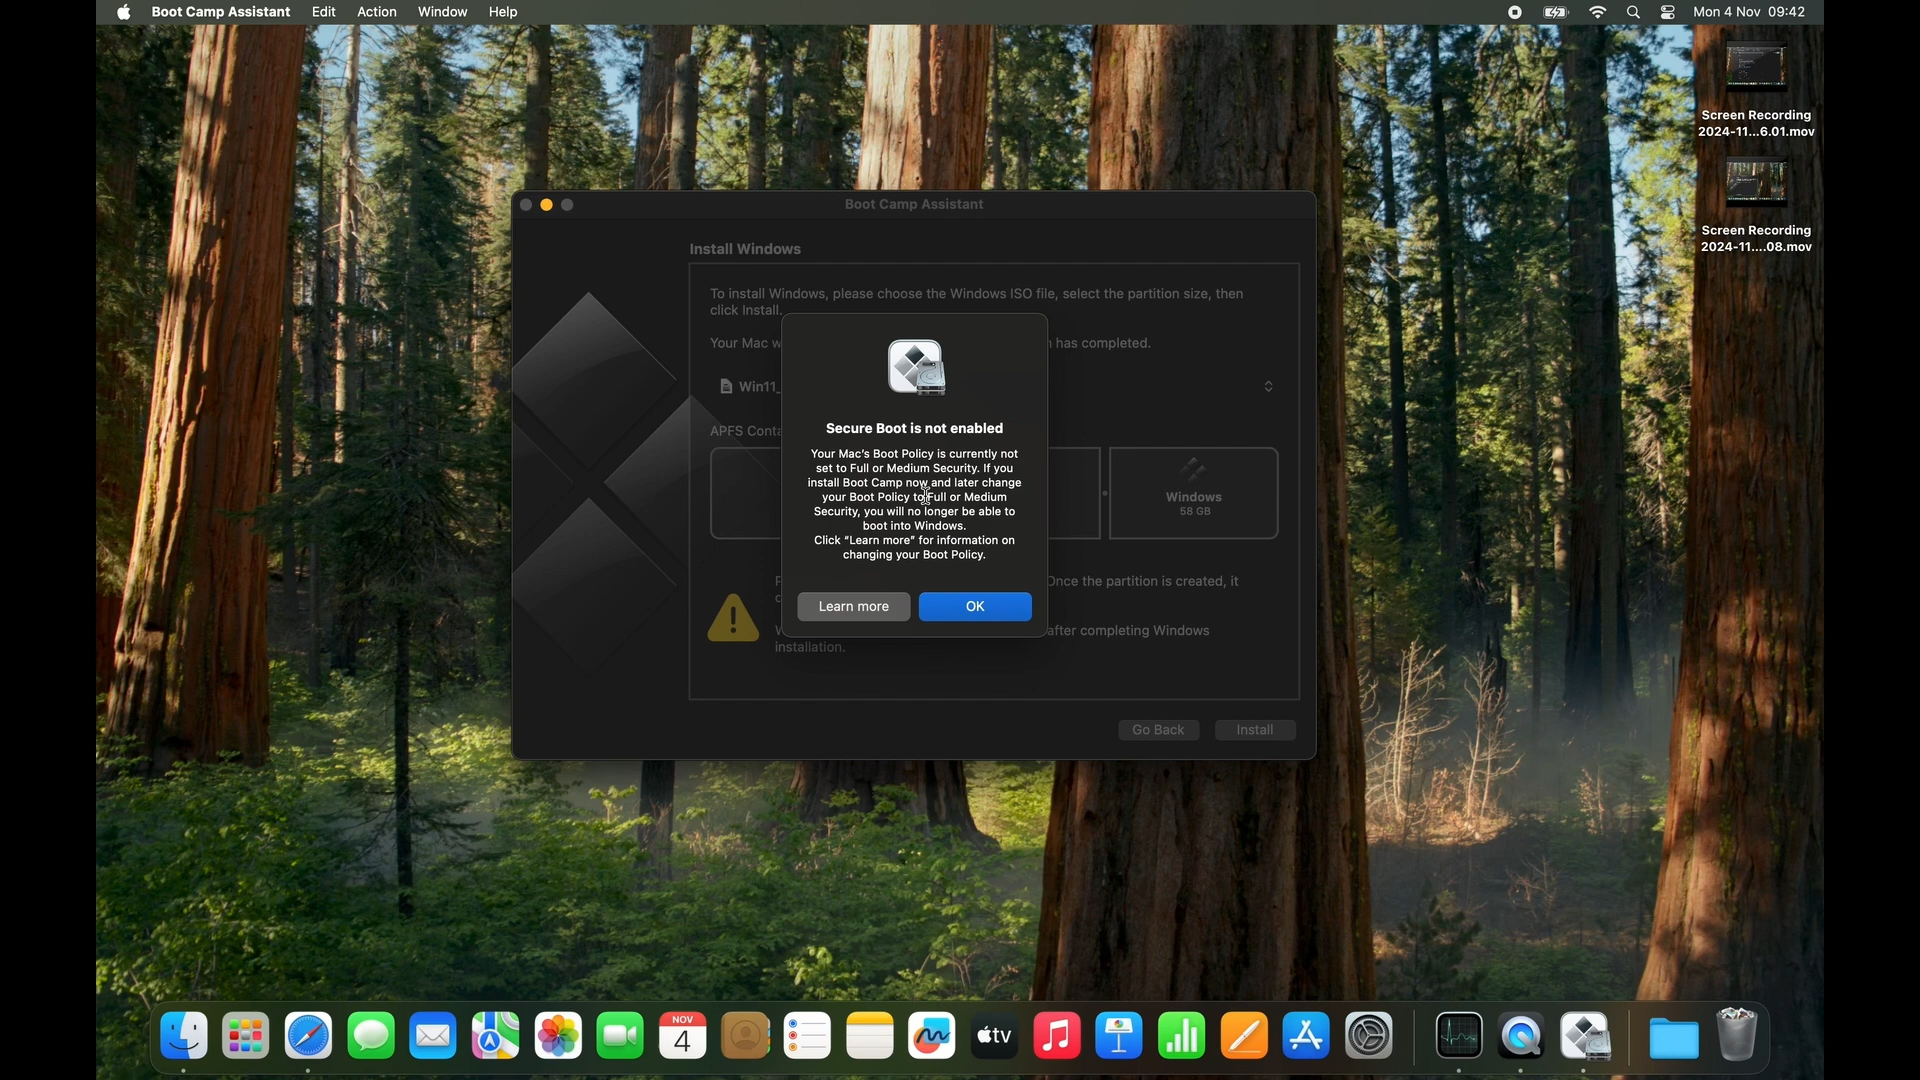 Boot Camp Assistant Edit Action Window Help
Mon 4 Nov 09:42
Screen Recording
2024-11...6.01.mov
Screen Recording
2024-11....08.mov
Boot Camp Assistant
Install Windows
To install Windows, please choose the Windows ISO file, select the partition size, then
click Install.
Your Mac w
has completed.
Win11_
APFS Conta
Windows
58 GB
Once the partition is created, it
after completing Windows
installation.
Secure Boot is not enabled
Your Mac's Boot Policy is currently not
set to Full or Medium Security. If you
install Boot Camp now and later change
your Boot Policy to Full or Medium
Security, you will no longer be able to
boot into Windows.
Click "Learn more" for information on
changing your Boot Policy.
Learn more
OK
Go Back
Install
NOV
4
tv